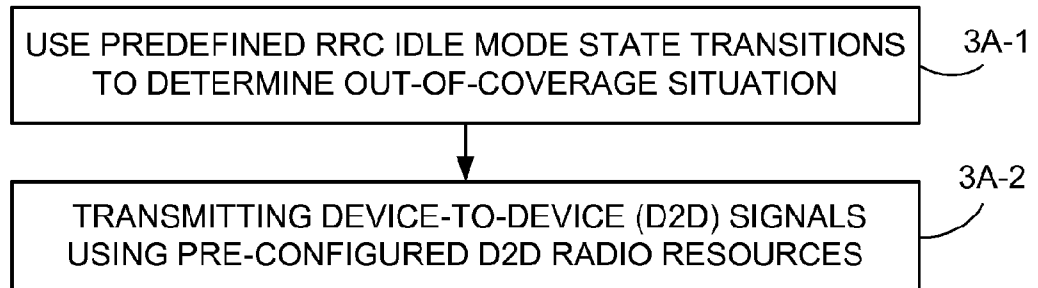 USE PREDEFINED RRC IDLE MODE STATE TRANSITIONS
TO DETERMINE OUT-OF-COVERAGE SITUATION
3A-1
TRANSMITTING DEVICE-TO-DEVICE (D2D) SIGNALS
USING PRE-CONFIGURED D2D RADIO RESOURCES
3A-2